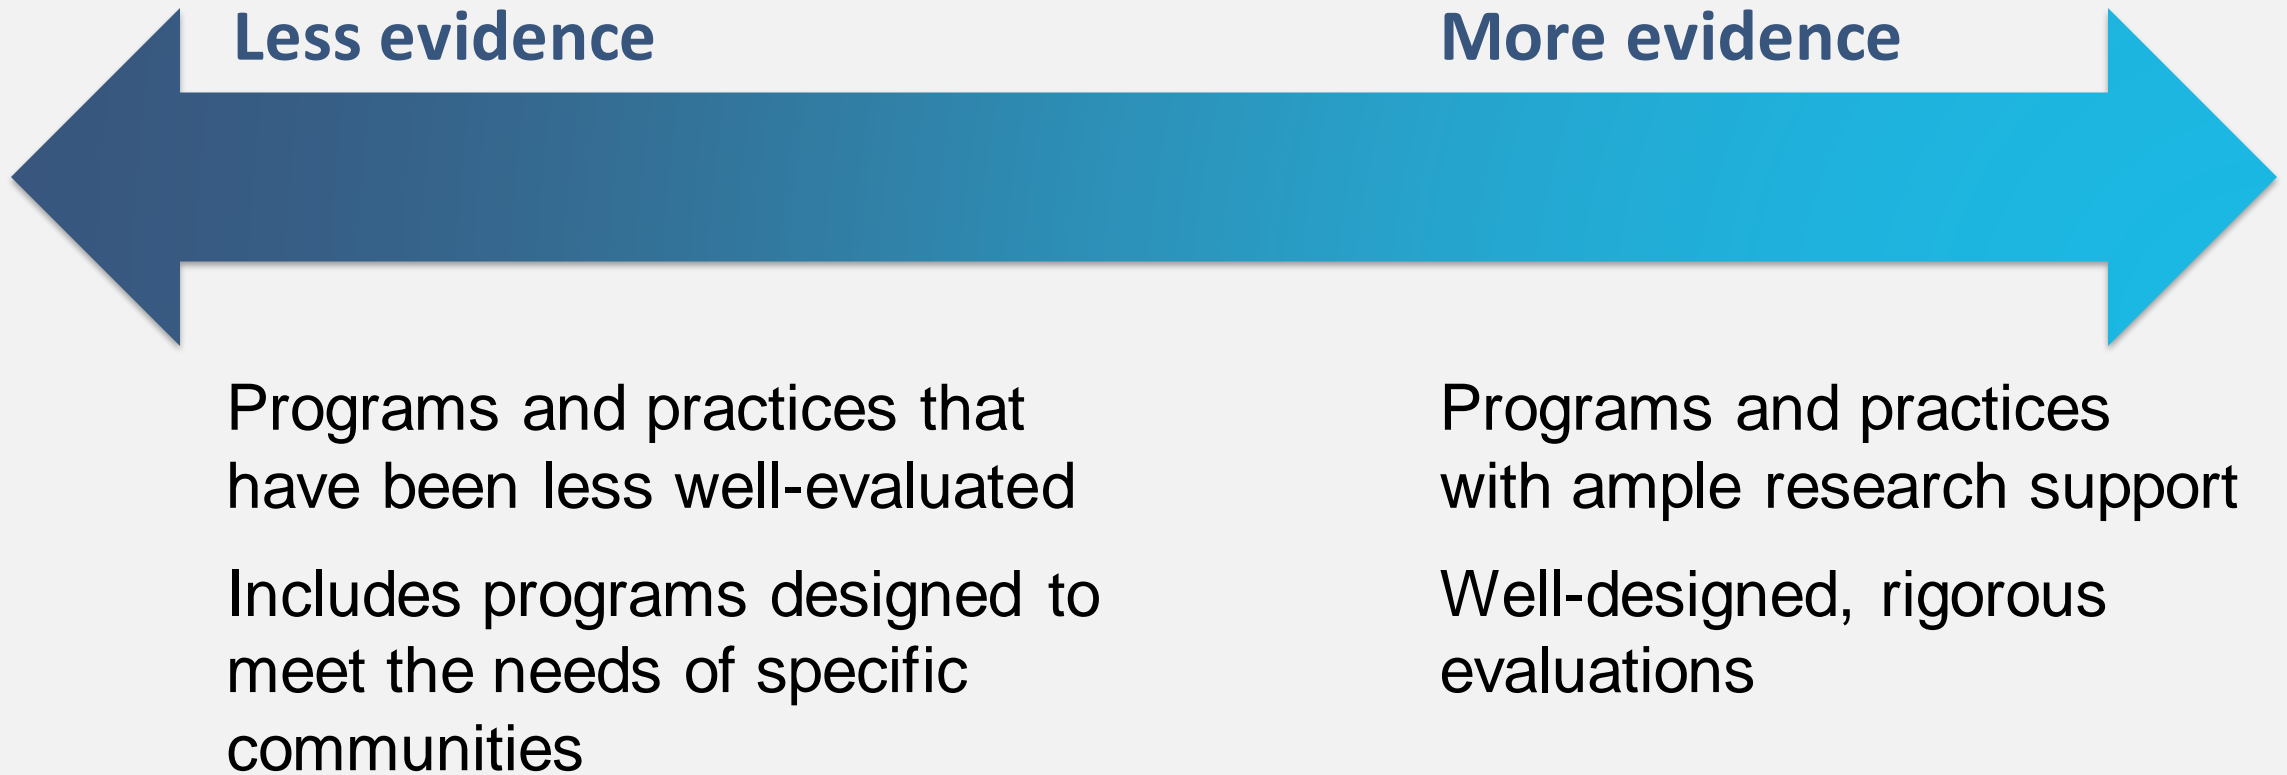 Less evidence
More evidence
Programs and practices that
have been less well-evaluated
Includes programs designed to
meet the needs of specific
communities
Programs and practices
with ample research support
Well-designed, rigorous
evaluations